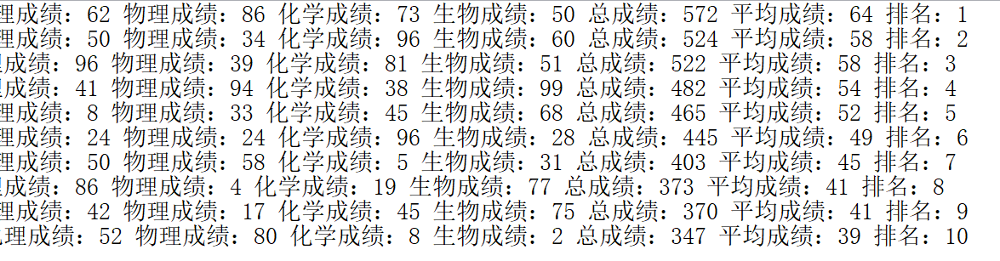 理成绩：62 物理成绩：86 化学成绩：73 生物成绩：50 总成绩：572 平均成绩：64 排名：1
理成绩：50 物理成绩：34 化学成绩：96 生物成绩：60 总成绩：524 平均成绩：58 排名：2
理成绩：96 物理成绩：39 化学成绩：81 生物成绩：51 总成绩：522 平均成绩：58 排名：3
理成绩：41 物理成绩：94 化学成绩：38 生物成绩：99 总成绩：482 平均成绩：54 排名：4
理成绩：8 物理成绩：33 化学成绩：45 生物成绩：68 总成绩：465 平均成绩：52 排名：5
理成绩：24 物理成绩：24 化学成绩：96 生物成绩：28 总成绩：445 平均成绩：49 排名：6
理成绩：50 物理成绩：58 化学成绩：5 生物成绩：31 总成绩：403 平均成绩：45 排名：7
理成绩：86 物理成绩：4 化学成绩：19 生物成绩：77 总成绩：373 平均成绩：41 排名：8
理成绩：42 物理成绩：17 化学成绩：45 生物成绩：75 总成绩：370 平均成绩：41 排名：9
理成绩：52 物理成绩：80 化学成绩：8 生物成绩：2 总成绩：347 平均成绩：39 排名：10